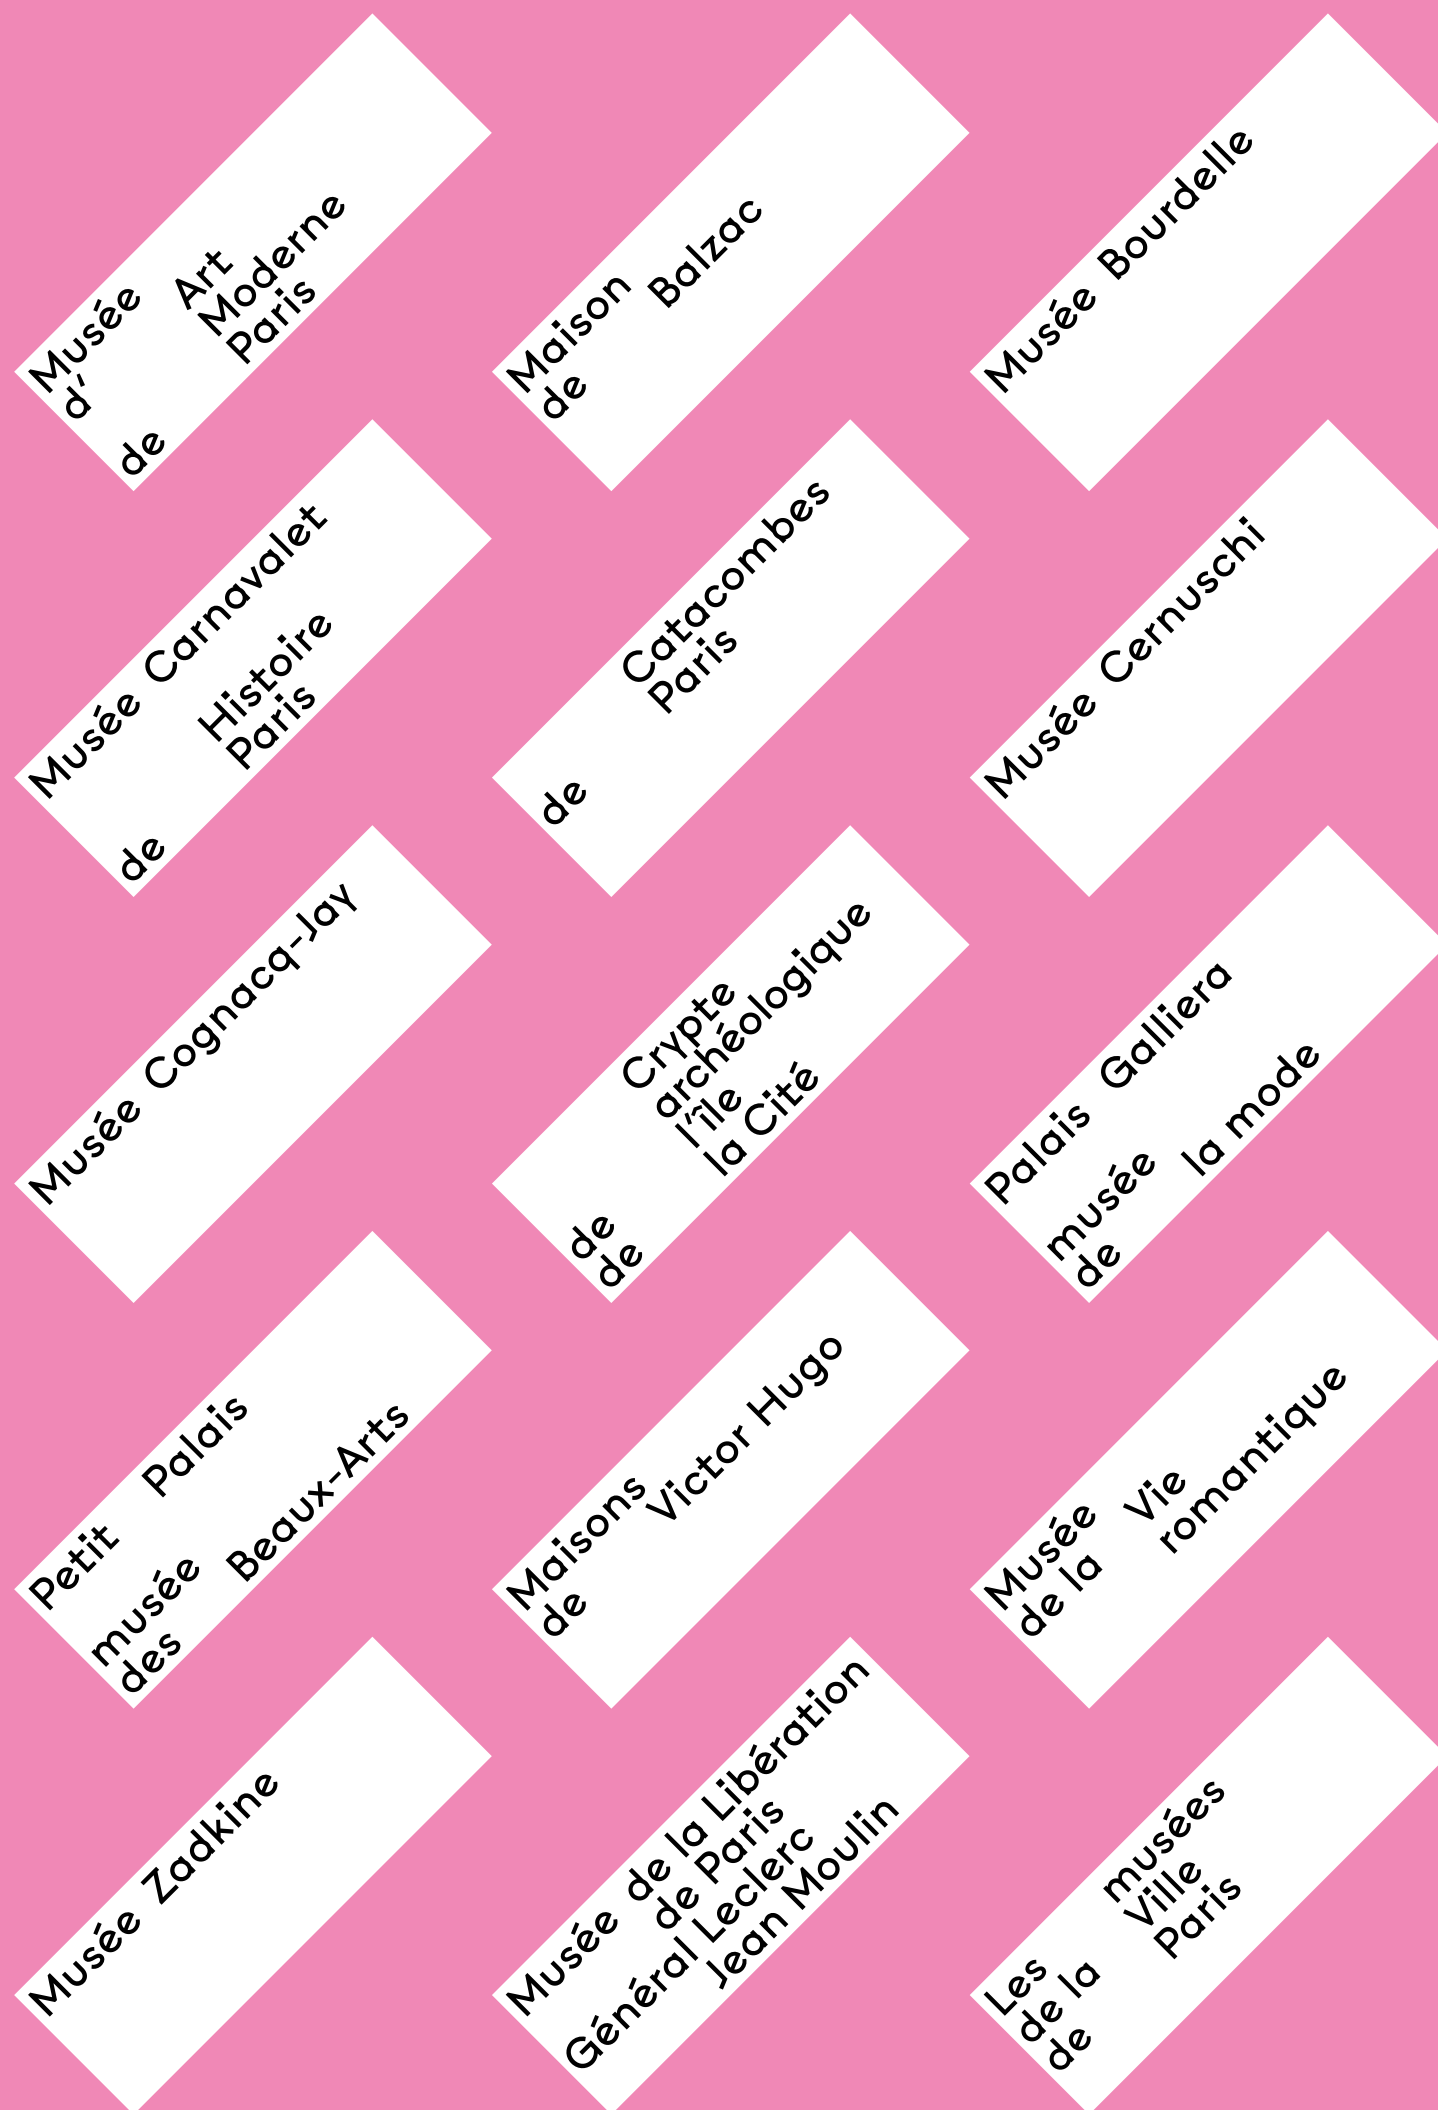 Musée
d' Art
Moderne
de Paris
Maison
de Balzac
Musée Bourdelle
Musée Carnavalet
Histoire
de Paris
Catacombes
de Paris
Musée Cernuschi
Musée Cognacq-Jay
Crypte
archéologique
de l'île
de la Cité
Palais Galliera
musée
de la mode
Petit Palais
musée
des Beaux-Arts
Maisons
de Victor Hugo
Musée
de la Vie
romantique
Musée Zadkine
Musée de la Libération
de Paris
Général Leclerc
Jean Moulin
Les musées
de la Ville
de Paris